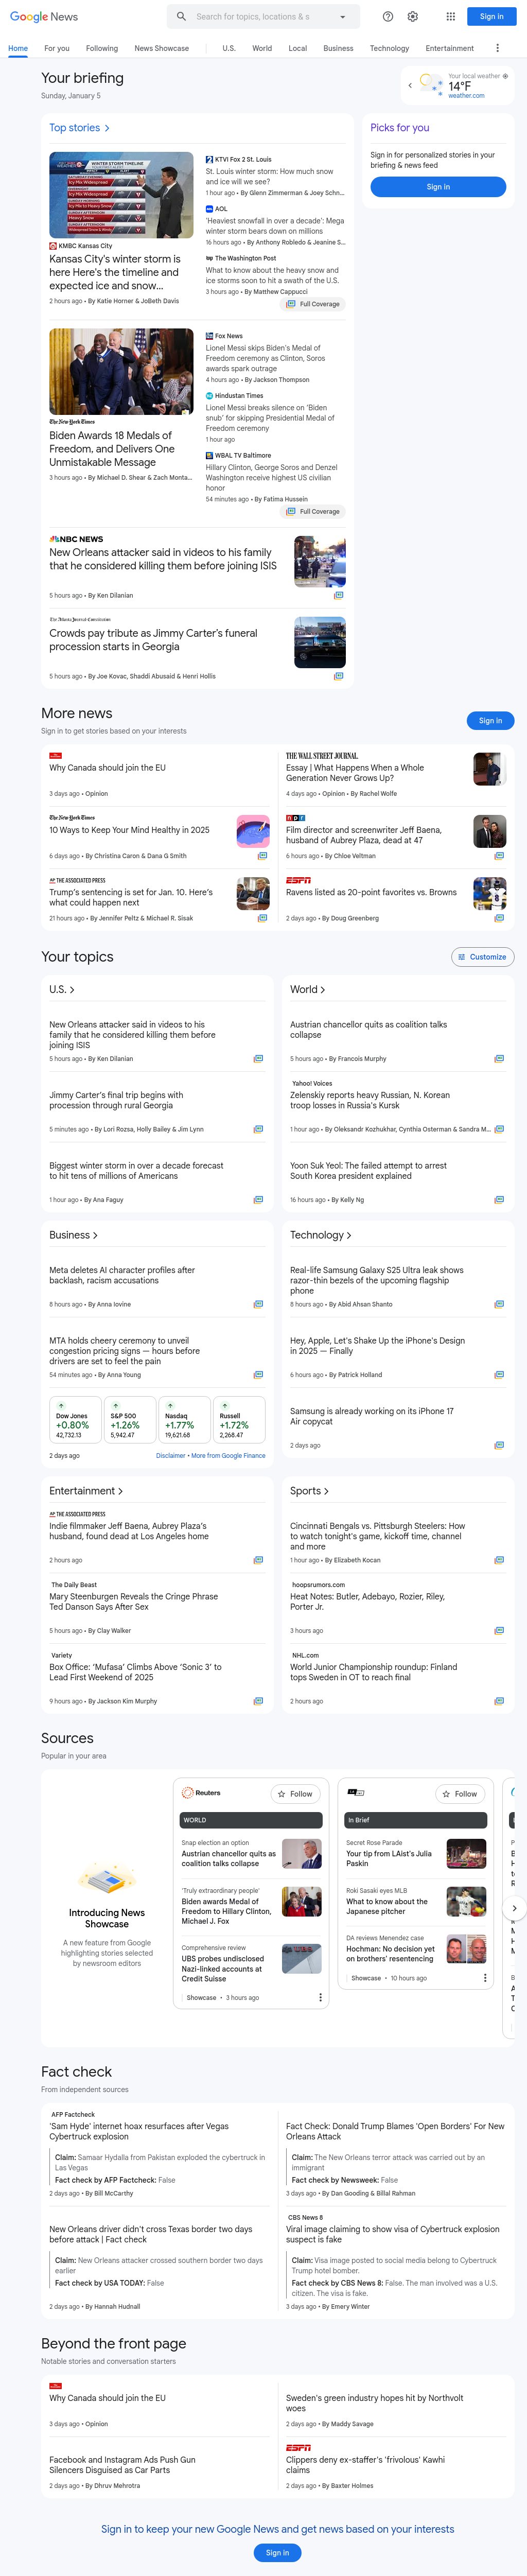 Google News
Search for topics, locations & s
Sign in
Home
For you
Following
News Showcase
U.S.
World
Local
Business
Technology
Entertainment
Your briefing
Sunday, January 5
Your local weather
14°F
weather.com
Top stories
KMBC Kansas City
Kansas City's winter storm is
here Here's the timeline and
expected ice and snow...
2 hours ago • By Katie Horner & JoBeth Davis
KTVI Fox 2 St. Louis
St. Louis winter storm: How much snow
and ice will we see?
1 hour ago • By Glenn Zimmerman & Joey Schn...
AOL
'Heaviest snowfall in over a decade': Mega
winter storm bears down on millions
16 hours ago • By Anthony Robledo & Jeanine S...
The Washington Post
What to know about the heavy snow and
ice storms soon to hit a swath of the U.S.
3 hours ago • By Matthew Cappucci
Full Coverage
Picks for you
Sign in for personalized stories in your
briefing & news feed
Sign in
The New York Times
Biden Awards 18 Medals of
Freedom, and Delivers One
Unmistakable Message
3 hours ago • By Michael D. Shear & Zach Monta...
Fox News
Lionel Messi skips Biden's Medal of
Freedom ceremony as Clinton, Soros
awards spark outrage
4 hours ago • By Jackson Thompson
Hindustan Times
Lionel Messi breaks silence on 'Biden
snub' for skipping Presidential Medal of
Freedom ceremony
1 hour ago
WBAL TV Baltimore
Hillary Clinton, George Soros and Denzel
Washington receive highest US civilian
honor
54 minutes ago • By Fatima Hussein
Full Coverage
NBC NEWS
New Orleans attacker said in videos to his family
that he considered killing them before joining ISIS
5 hours ago • By Ken Dilanian
The Atlanta Journal-Constitution
Crowds pay tribute as Jimmy Carter's funeral
procession starts in Georgia
5 hours ago • By Joe Kovac, Shaddi Abusaid & Henri Hollis
More news
Sign in to get stories based on your interests
Sign in
Why Canada should join the EU
3 days ago • Opinion
THE WALL STREET JOURNAL.
Essay | What Happens When a Whole
Generation Never Grows Up?
4 days ago • Opinion • By Rachel Wolfe
The New York Times
10 Ways to Keep Your Mind Healthy in 2025
6 days ago • By Christina Caron & Dana G Smith
npr
Film director and screenwriter Jeff Baena,
husband of Aubrey Plaza, dead at 47
6 hours ago • By Chloe Veltman
AP THE ASSOCIATED PRESS
Trump's sentencing is set for Jan. 10. Here's
what could happen next
21 hours ago • By Jennifer Peltz & Michael R. Sisak
ESPN
Ravens listed as 20-point favorites vs. Browns
2 days ago • By Doug Greenberg
Your topics
Customize
U.S.
New Orleans attacker said in videos to his
family that he considered killing them before
joining ISIS
5 hours ago • By Ken Dilanian
Jimmy Carter's final trip begins with
procession through rural Georgia
5 minutes ago • By Lori Rozsa, Holly Bailey & Jim Lynn
Biggest winter storm in over a decade forecast
to hit tens of millions of Americans
1 hour ago • By Ana Faguy
World
Austrian chancellor quits as coalition talks
collapse
5 hours ago • By Francois Murphy
Yahoo! Voices
Zelenskiy reports heavy Russian, N. Korean
troop losses in Russia's Kursk
1 hour ago • By Oleksandr Kozhukhar, Cynthia Osterman & Sandra M...
Yoon Suk Yeol: The failed attempt to arrest
South Korea president explained
16 hours ago • By Kelly Ng
Business
Meta deletes AI character profiles after
backlash, racism accusations
8 hours ago • By Anna Iovine
MTA holds cheery ceremony to unveil
congestion pricing signs — hours before
drivers are set to feel the pain
54 minutes ago • By Anna Young
Dow Jones
+0.80%
42,732.13
S&P 500
+1.26%
5,942.47
Nasdaq
+1.77%
19,621.68
Russell
+1.72%
2,268.47
2 days ago
Disclaimer • More from Google Finance
Technology
Real-life Samsung Galaxy S25 Ultra leak shows
razor-thin bezels of the upcoming flagship
phone
8 hours ago • By Abid Ahsan Shanto
Hey, Apple, Let's Shake Up the iPhone's Design
in 2025 — Finally
6 hours ago • By Patrick Holland
Samsung is already working on its iPhone 17
Air copycat
2 days ago
Entertainment
AP THE ASSOCIATED PRESS
Indie filmmaker Jeff Baena, Aubrey Plaza's
husband, found dead at Los Angeles home
2 hours ago
The Daily Beast
Mary Steenburgen Reveals the Cringe Phrase
Ted Danson Says After Sex
5 hours ago • By Clay Walker
Variety
Box Office: 'Mufasa' Climbs Above 'Sonic 3' to
Lead First Weekend of 2025
9 hours ago • By Jackson Kim Murphy
Sports
Cincinnati Bengals vs. Pittsburgh Steelers: How
to watch tonight's game, kickoff time, channel
and more
1 hour ago • By Elizabeth Kocan
hoopsrumors.com
Heat Notes: Butler, Adebayo, Rozier, Riley,
Porter Jr.
3 hours ago
NHL.com
World Junior Championship roundup: Finland
tops Sweden in OT to reach final
2 hours ago
Sources
Popular in your area
Introducing News
Showcase
A new feature from Google
highlighting stories selected
by newsroom editors
Reuters
Follow
WORLD
Snap election an option
Austrian chancellor quits as
coalition talks collapse
'Truly extraordinary people'
Biden awards Medal of
Freedom to Hillary Clinton,
Michael J. Fox
Comprehensive review
UBS probes undisclosed
Nazi-linked accounts at
Credit Suisse
Showcase • 3 hours ago
Follow
In Brief
Secret Rose Parade
Your tip from LAist's Julia
Paskin
Roki Sasaki eyes MLB
What to know about the
Japanese pitcher
DA reviews Menendez case
Hochman: No decision yet
on brothers' resentencing
Showcase • 10 hours ago
Fact check
From independent sources
AFP Factcheck
'Sam Hyde' internet hoax resurfaces after Vegas
Cybertruck explosion
Claim: Samaar Hydalla from Pakistan exploded the cybertruck in
Las Vegas
Fact check by AFP Factcheck: False
2 days ago • By Bill McCarthy
Fact Check: Donald Trump Blames 'Open Borders' For New
Orleans Attack
Claim: The New Orleans terror attack was carried out by an
immigrant
Fact check by Newsweek: False
3 days ago • By Dan Gooding & Billal Rahman
New Orleans driver didn't cross Texas border two days
before attack | Fact check
Claim: New Orleans attacker crossed southern border two days
earlier
Fact check by USA TODAY: False
2 days ago • By Hannah Hudnall
CBS News 8
Viral image claiming to show visa of Cybertruck explosion
suspect is fake
Claim: Visa image posted to social media belong to Cybertruck
Trump hotel bomber.
Fact check by CBS News 8: False. The man involved was a U.S.
citizen. The visa is fake.
3 days ago • By Emery Winter
Beyond the front page
Notable stories and conversation starters
Why Canada should join the EU
3 days ago • Opinion
Sweden's green industry hopes hit by Northvolt
woes
2 days ago • By Maddy Savage
Facebook and Instagram Ads Push Gun
Silencers Disguised as Car Parts
2 days ago • By Dhruv Mehrotra
ESPN
Clippers deny ex-staffer's 'frivolous' Kawhi
claims
2 days ago • By Baxter Holmes
Sign in to keep your new Google News and get news based on your interests
Sign in